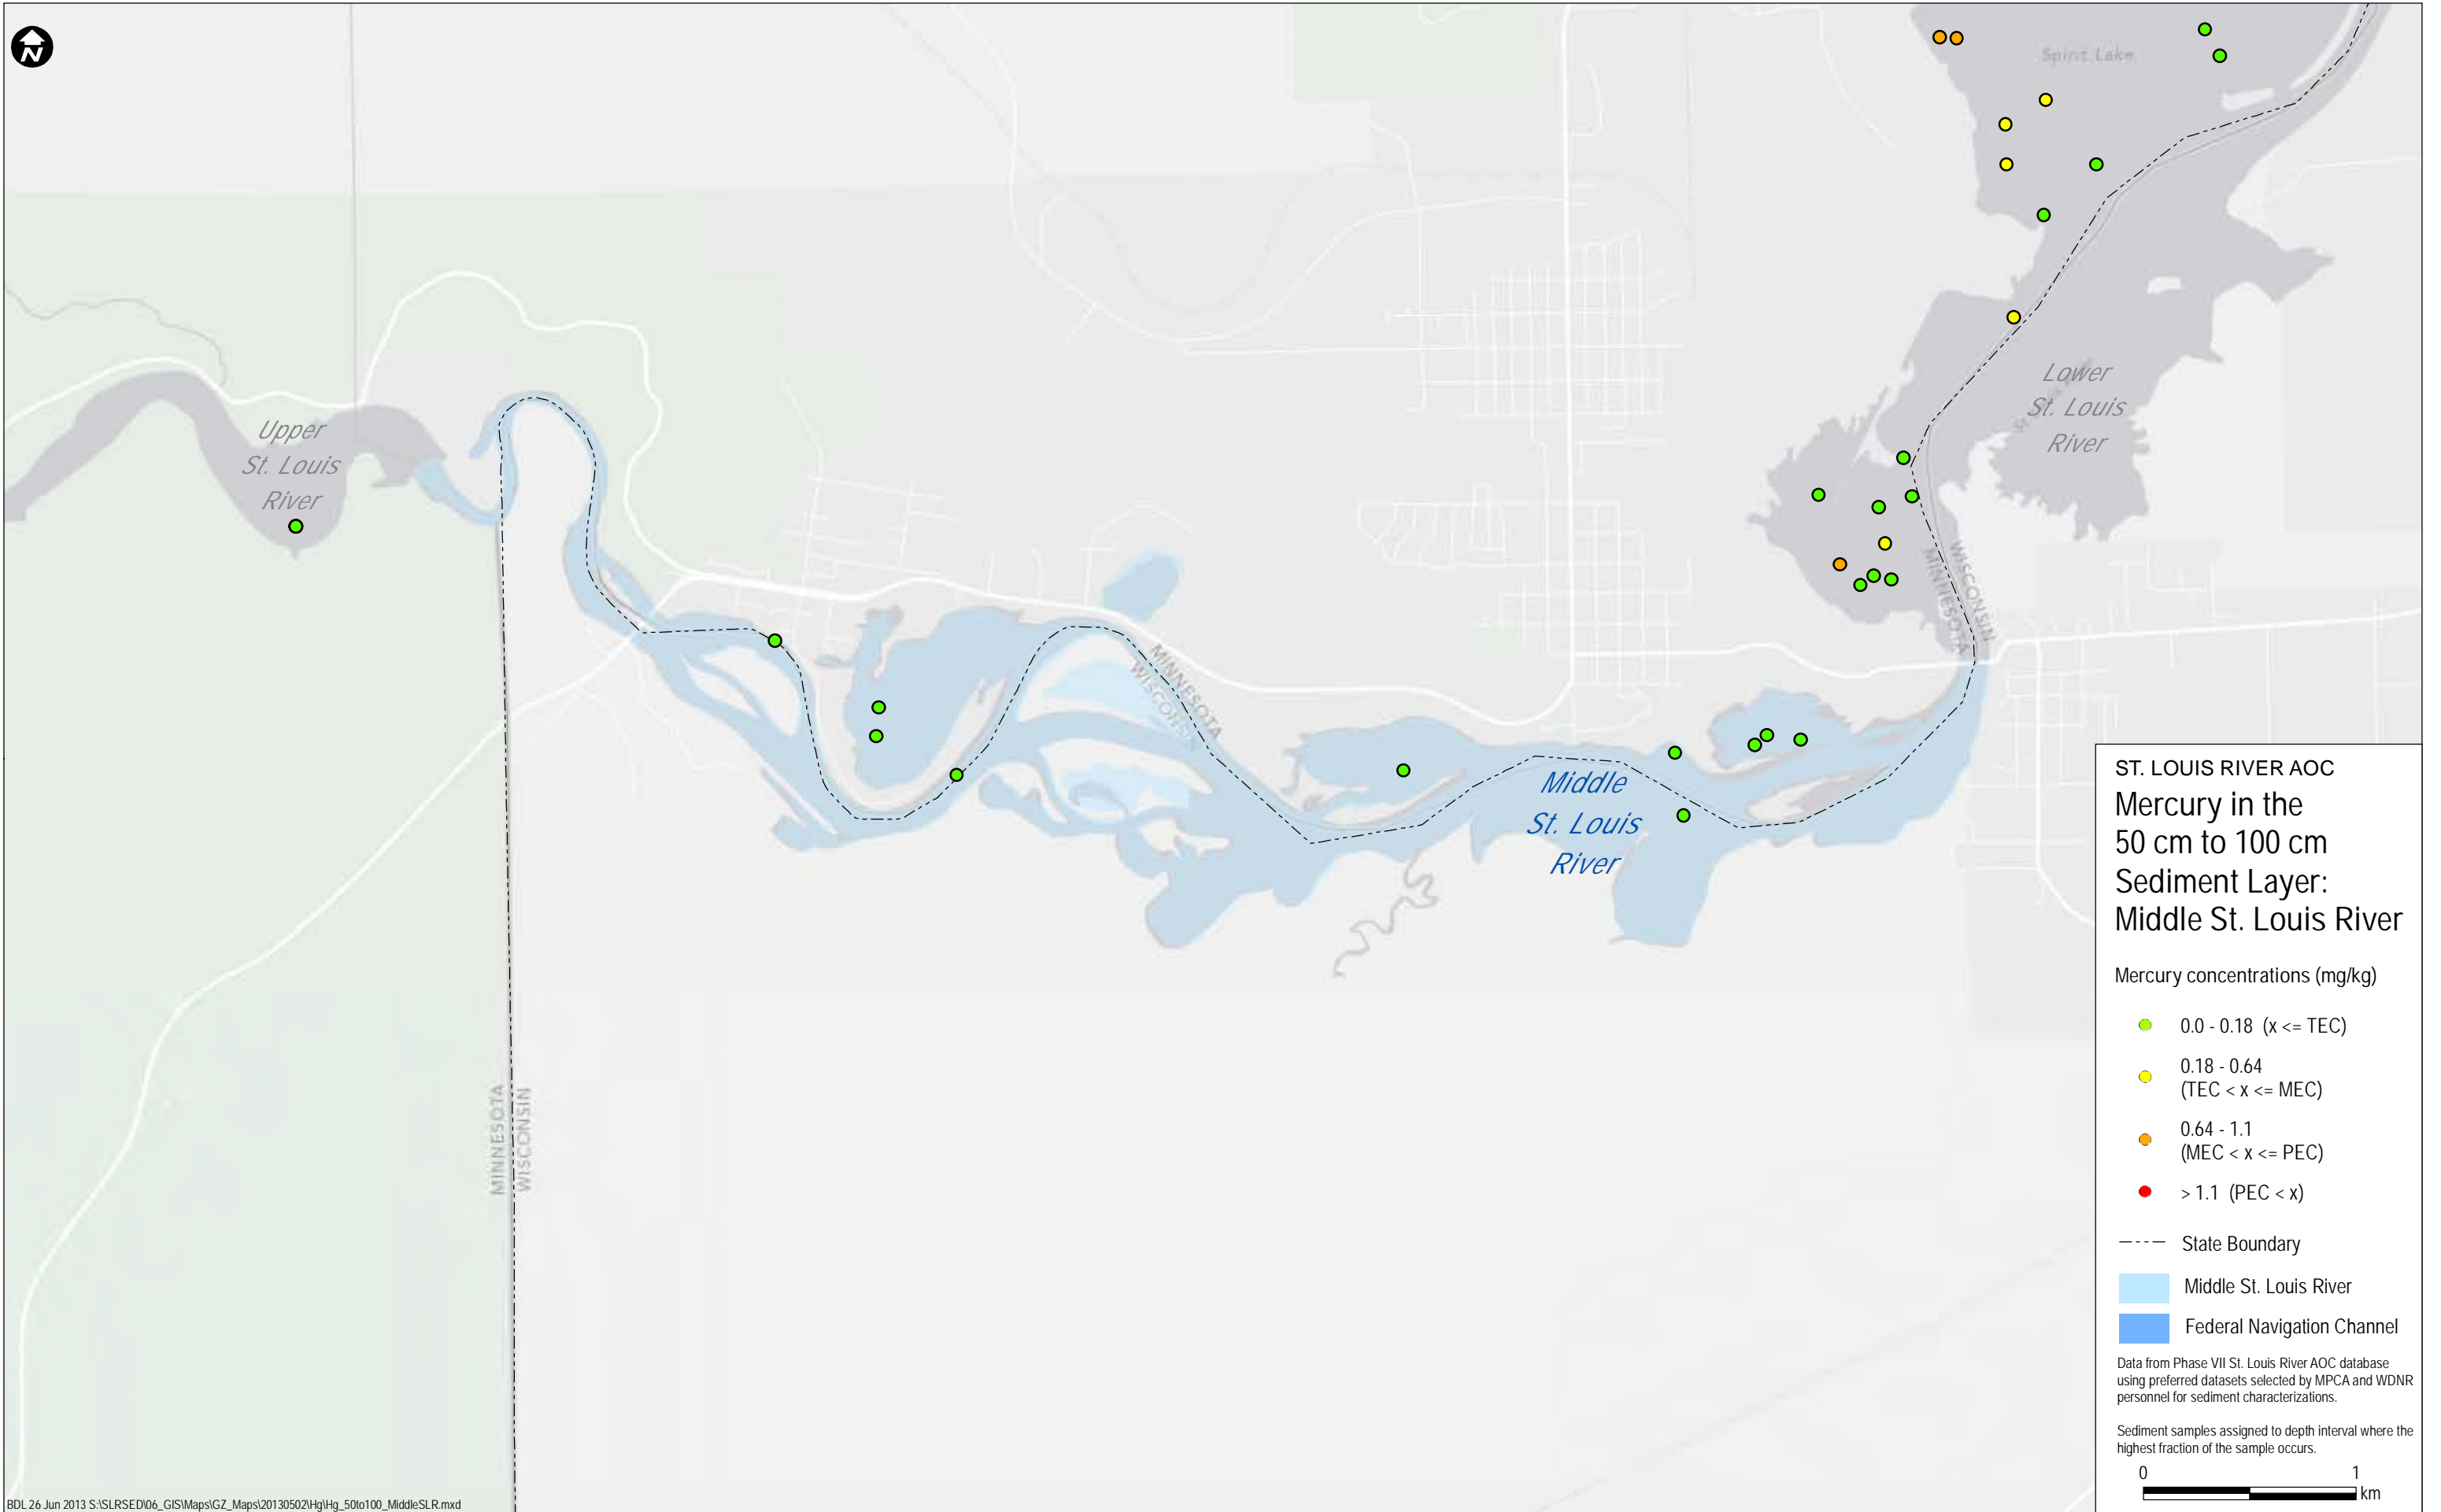 N
Spirit Lake
Upper
St. Louis
River
Lower
St. Louis
River
WISCONSIN
MINNESOTA
MINNESOTA
WISCONSIN
Middle
St. Louis
River
MINNESOTA
WISCONSIN
ST. LOUIS RIVER AOC
Mercury in the
50 cm to 100 cm
Sediment Layer:
Middle St. Louis River
Mercury concentrations (mg/kg)
0.0 - 0.18 (x <= TEC)
0.18 - 0.64
(TEC < x <= MEC)
0.64 - 1.1
(MEC < x <= PEC)
> 1.1 (PEC < x)
State Boundary
Middle St. Louis River
Federal Navigation Channel
Data from Phase VII St. Louis River AOC database
using preferred datasets selected by MPCA and WDNR
personnel for sediment characterizations.
Sediment samples assigned to depth interval where the
highest fraction of the sample occurs.
0 1
km
BDL 26 Jun 2013 S:\SLRSED\06_GIS\Maps\GZ_Maps\20130502\Hg\Hg_50to100_MiddleSLR.mxd